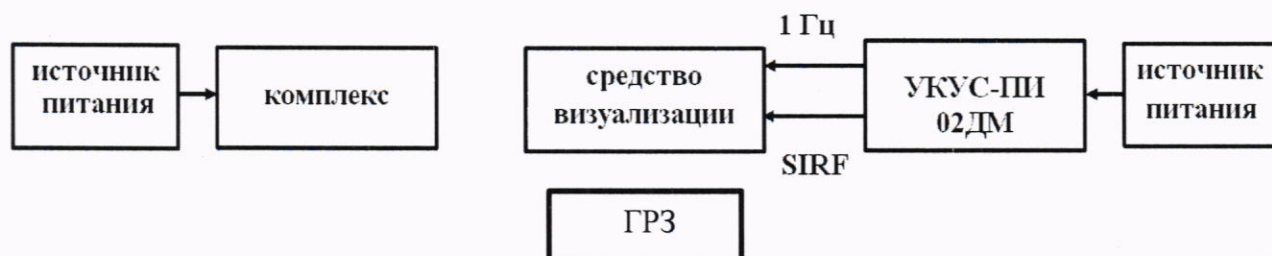 источник
питания
комплекс
средство
визуализации
1 Гц
SIRF
УКУС-ПИ
02ДМ
источник
питания
ГРЗ